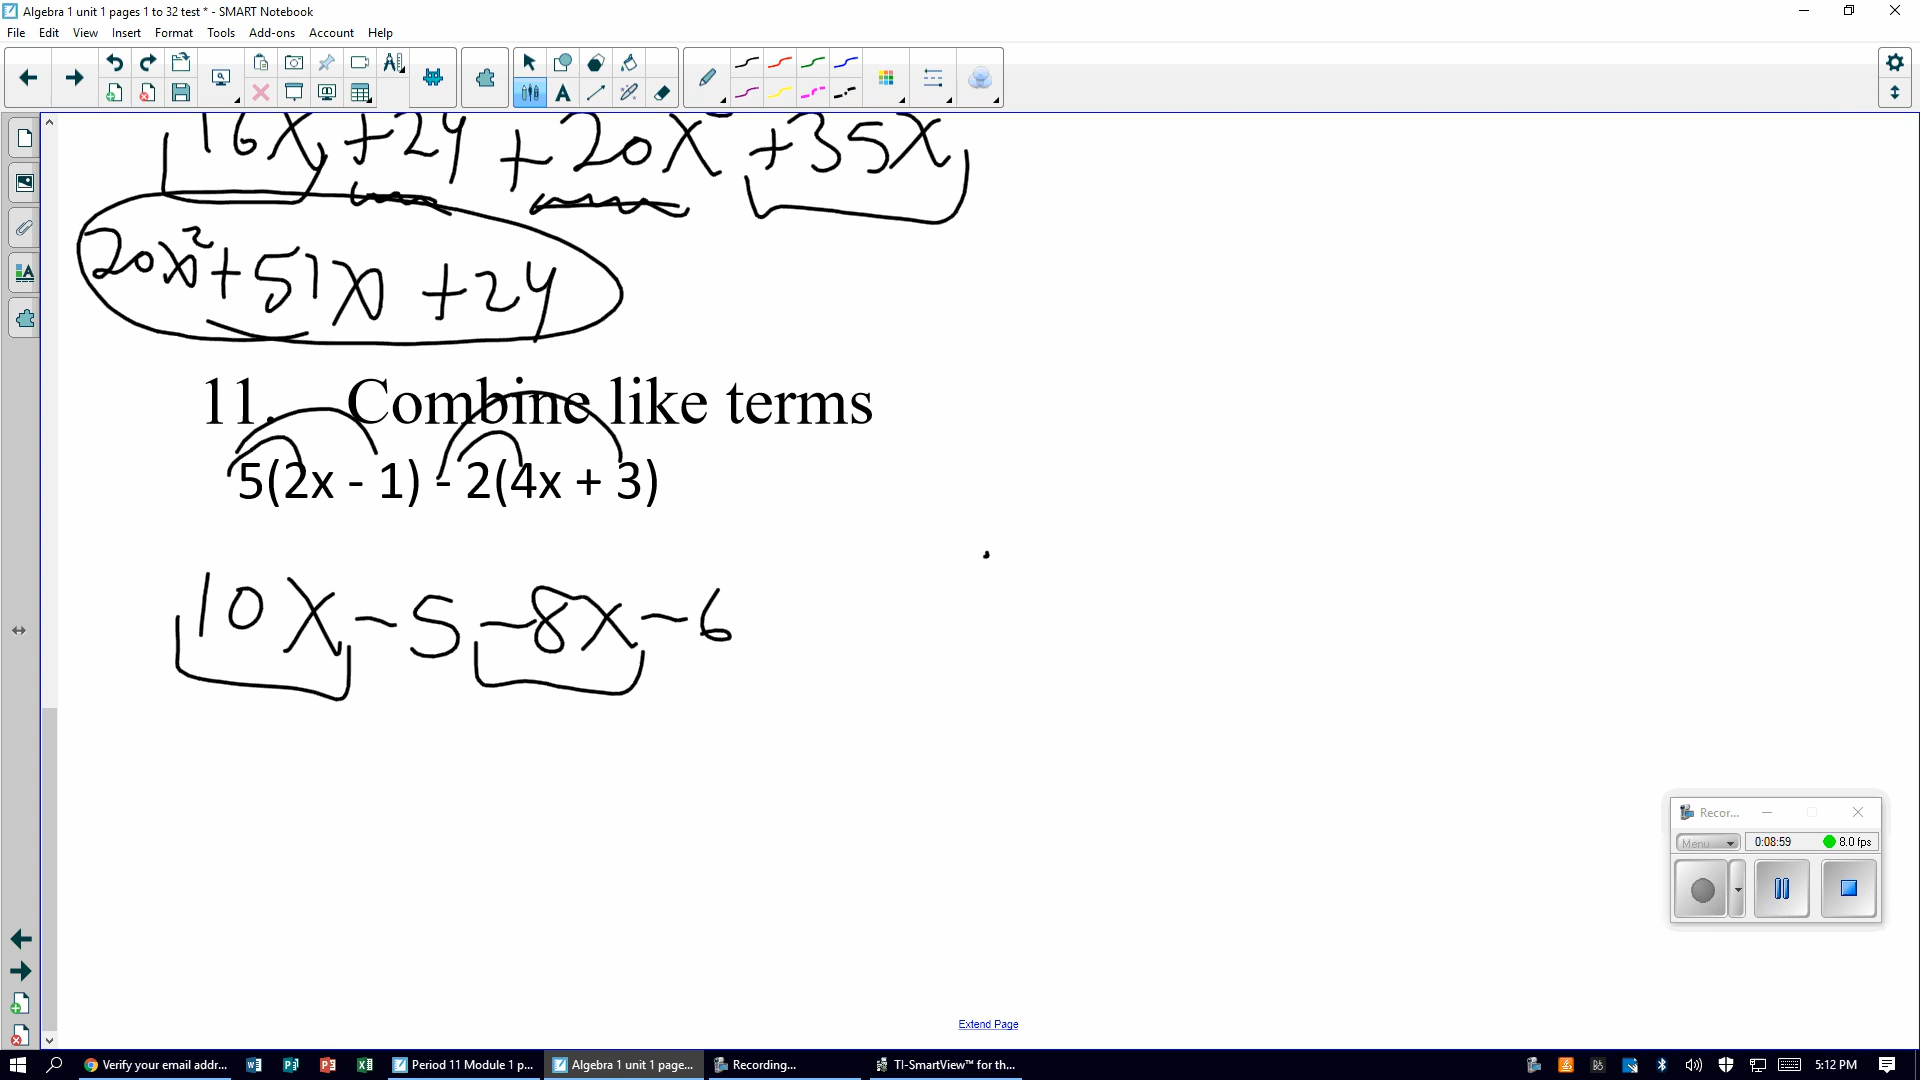 Algebra 1 unit 1 pages 1 to 32 test * - SMART Notebook
File Edit View Insert Format Tools Add-ons Account Help
16x +24 +20x² +35x
20x² + 51x + 24
11. Combine like terms
5(2x - 1) - 2(4x + 3)
10x - 5 - 8x - 6
Recor...
Menu 0:08:59 8.0 fps
Extend Page
Verify your email addr... Period 11 Module 1 p... Algebra 1 unit 1 page... Recording... TI-SmartView™ for th... 5:12 PM